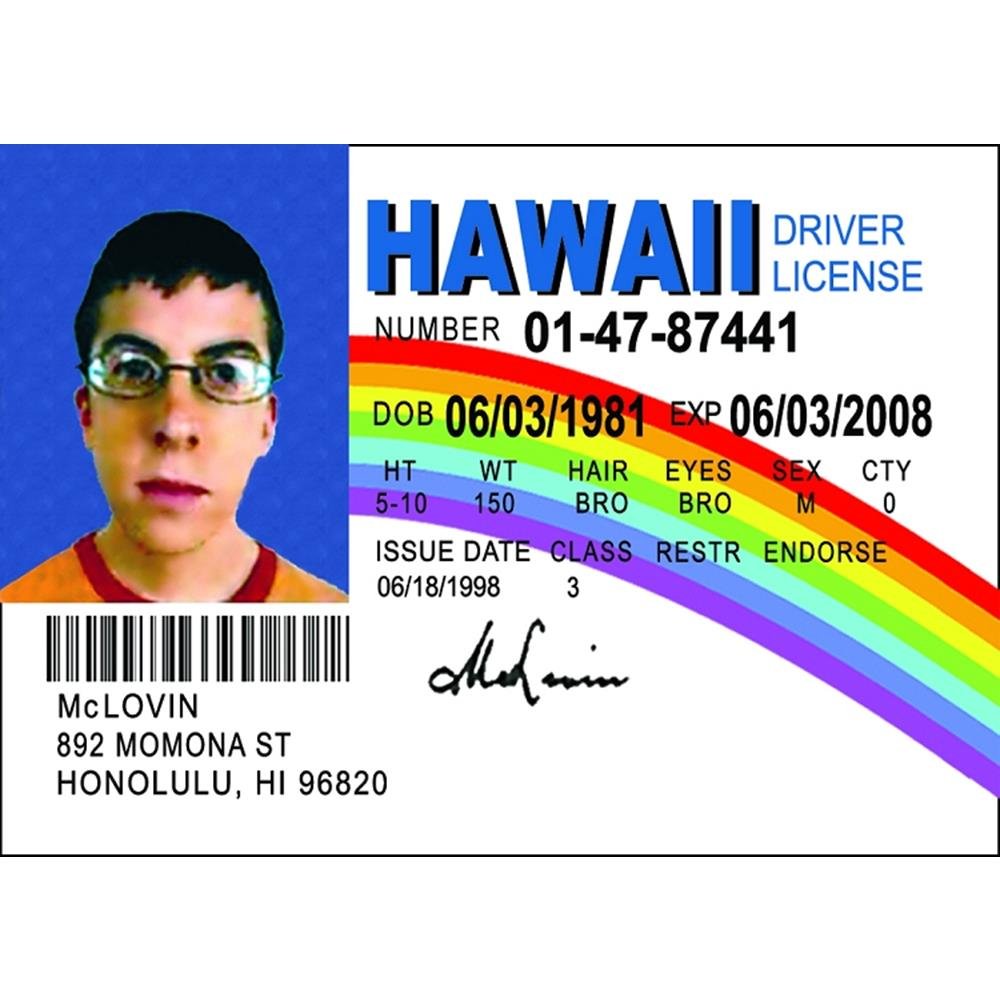 HAWAII DRIVER LICENSE
NUMBER 01-47-87441
DOB 06/03/1981 EXP 06/03/2008
HT WT HAIR EYES SEX CTY
5-10 150 BRO BRO M 0
ISSUE DATE CLASS RESTR ENDORSE
06/18/1998 3
McLovin
McLOVIN
892 MOMONA ST
HONOLULU, HI 96820